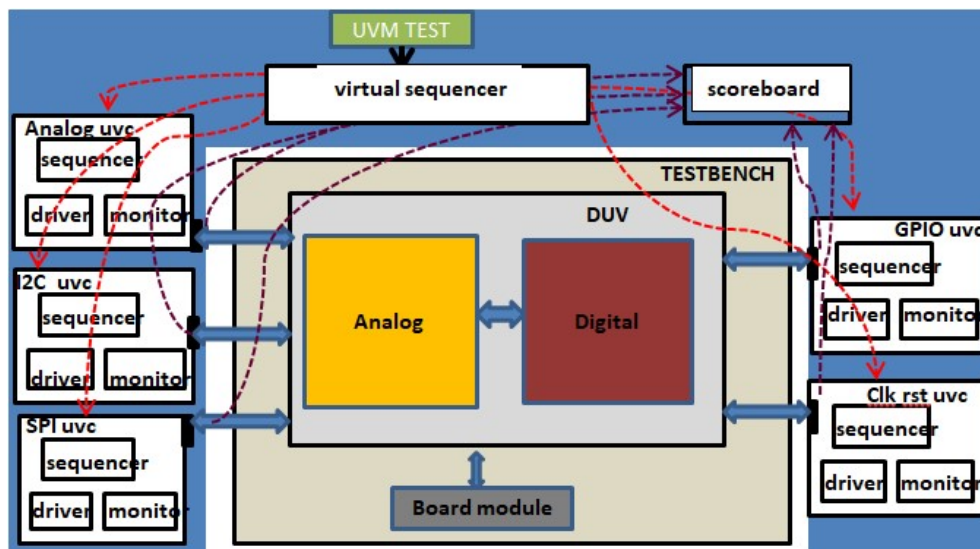 UVM TEST
virtual sequencer
scoreboard
Analog uvc
sequencer
driver
monitor
I2C uvc
sequencer
driver
monitor
SPI uvc
sequencer
driver
monitor
TESTBENCH
DUV
Analog
Digital
Board module
GPIO uvc
sequencer
driver
monitor
Clk rst uvc
sequencer
driver
monitor